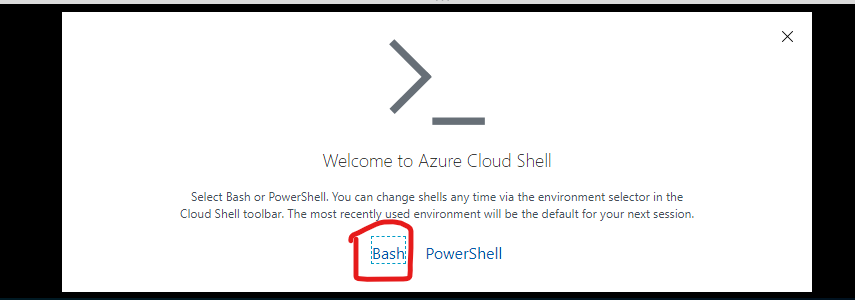 Welcome to Azure Cloud Shell
Select Bash or PowerShell. You can change shells any time via the environment selector in the
Cloud Shell toolbar. The most recently used environment will be the default for your next session.
Bash PowerShell